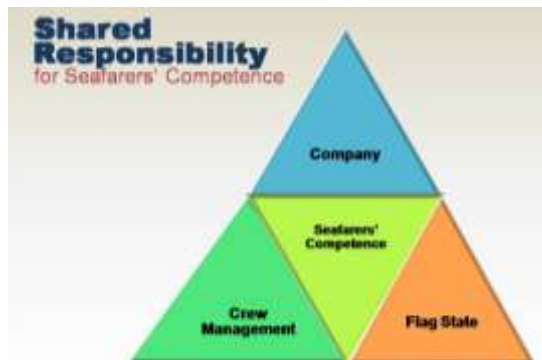 Shared
Responsibility
for Seafarers' Competence
Company
Seafarers'
Competence
Crew
Management
Flag State